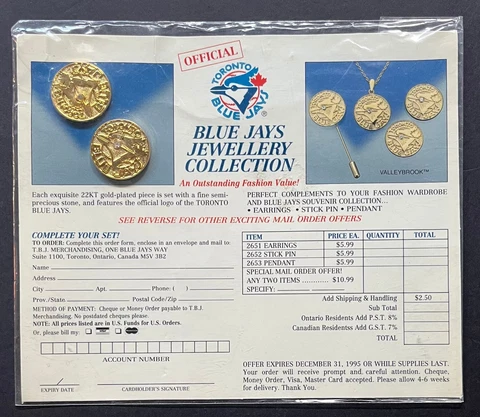 OFFICIAL
TORONTO
BLUE JAYS
BLUE JAYS
JEWELLERY
COLLECTION
An Outstanding Fashion Value!
VALLEYBROOK™
Each exquisite 22KT gold-plated piece is set with a fine semi-
precious stone, and features the official logo of the TORONTO
BLUE JAYS.
PERFECT COMPLEMENTS TO YOUR FASHION WARDROBE
AND BLUE JAYS SOUVENIR COLLECTION...
• EARRINGS • STICK PIN • PENDANT
SEE REVERSE FOR OTHER EXCITING MAIL ORDER OFFERS
COMPLETE YOUR SET!
TO ORDER: Complete this order form, enclose in an envelope and mail to:
T.B.J. MERCHANDISING, ONE BLUE JAYS WAY
Suite 1100, Toronto, Ontario, Canada M5V 3B2
Name
Address
City Apt. Phone: ( )
Prov./State Postal Code/Zip
METHOD OF PAYMENT: Cheque or Money Order payable to T.B.J.
Merchandising. No postdated cheques please.
NOTE: All prices listed are in U.S. Funds for U.S. Orders.
Or, please bill my:
ACCOUNT NUMBER
EXPIRY DATE CARDHOLDER'S SIGNATURE
ITEM PRICE EA. QUANTITY TOTAL
2651 EARRINGS $5.99
2652 STICK PIN $5.99
2653 PENDANT $5.99
SPECIAL MAIL ORDER OFFER!
ANY TWO ITEMS ............ $10.99
SPECIFY:
Add Shipping & Handling $2.50
Sub Total
Ontario Residents Add P.S.T. 8%
Canadian Residentss Add G.S.T. 7%
TOTAL
OFFER EXPIRES DECEMBER 31, 1995 OR WHILE SUPPLIES LAST.
Your order will receive prompt and careful attention. Cheque,
Money Order, Visa, Master Card accepted. Please allow 4-6
weeks for delivery. Thank You.